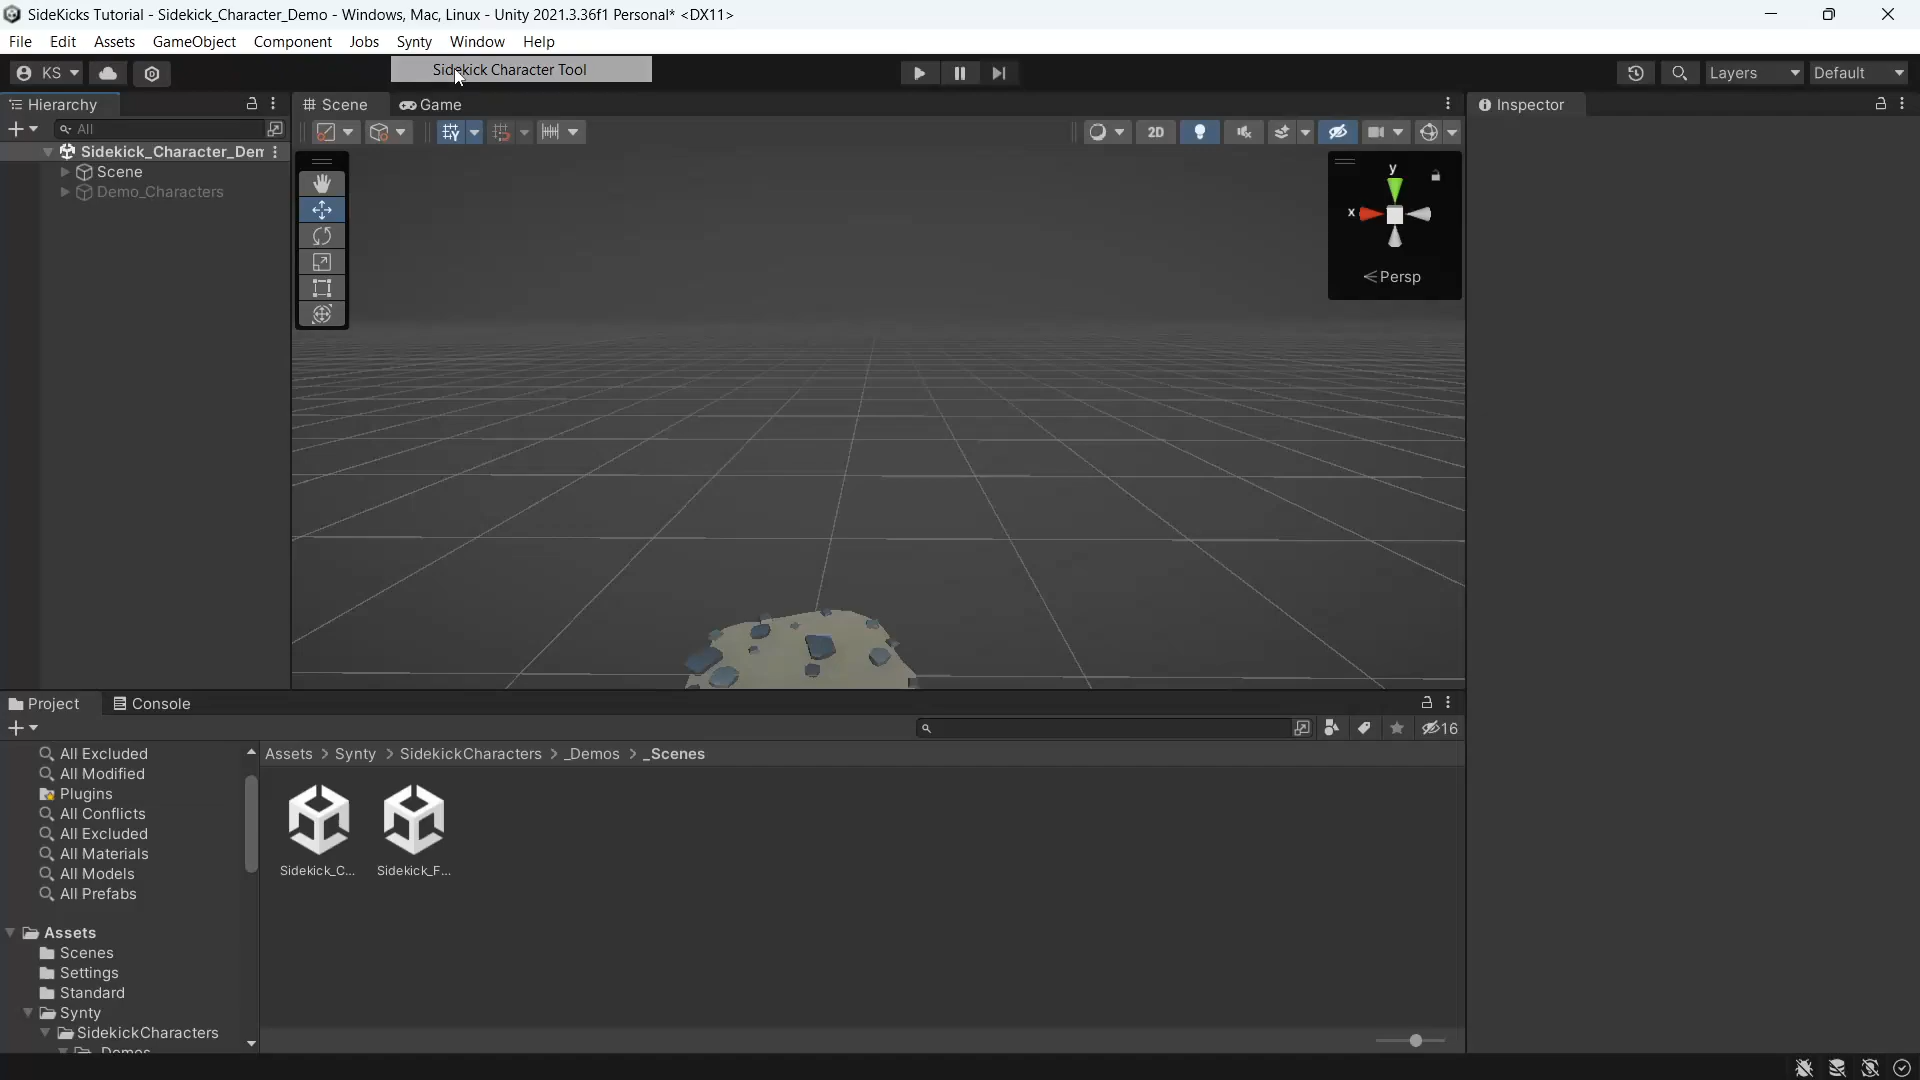 SideKicks Tutorial - Sidekick_Character_Demo - Windows, Mac, Linux - Unity 2021.3.36f1 Personal* <DX11>
File Edit Assets GameObject Component Jobs Synty Window Help
KS Sidekick Character Tool Layers Default
Hierarchy Scene Game Inspector
All 2D
Sidekick_Character_Dem
Scene
Demo_Characters
y
x
Persp
Project Console
16
All Excluded
All Modified
Plugins
All Conflicts
All Excluded
All Materials
All Models
All Prefabs
Assets
Scenes
Settings
Standard
Synty
SidekickCharacters
_Demos
Assets > Synty > SidekickCharacters > _Demos > _Scenes
Sidekick_C... Sidekick_F...